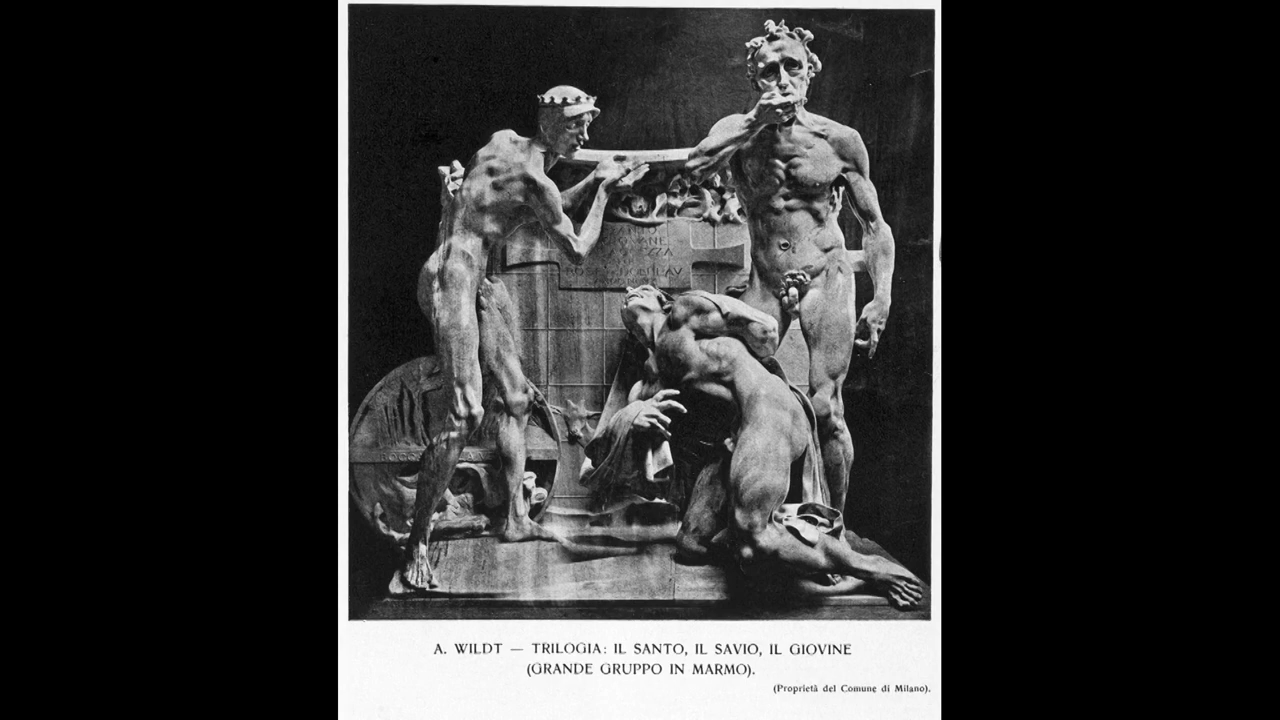 A. WILDT — TRILOGIA: IL SANTO, IL SAVIO, IL GIOVINE
(GRANDE GRUPPO IN MARMO).
(Proprietà del Comune di Milano).